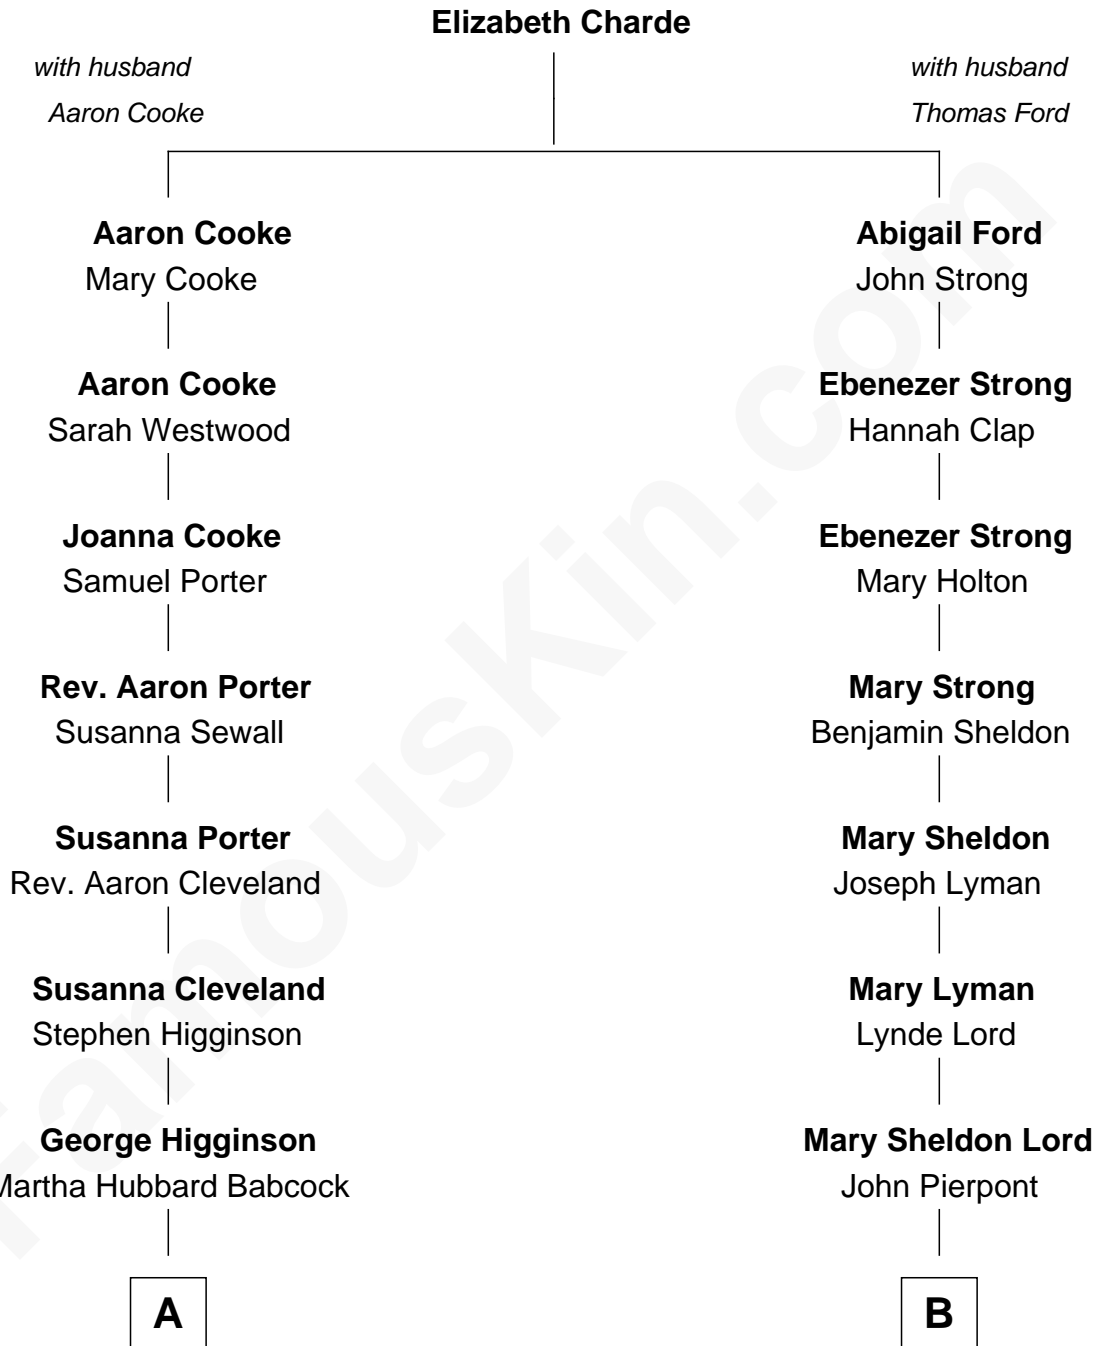 Elizabeth Charde
with husband
Aaron Cooke
with husband
Thomas Ford
Aaron Cooke
Mary Cooke
Abigail Ford
John Strong
Aaron Cooke
Sarah Westwood
Ebenezer Strong
Hannah Clap
Joanna Cooke
Samuel Porter
Ebenezer Strong
Mary Holton
Rev. Aaron Porter
Susanna Sewall
Mary Strong
Benjamin Sheldon
Susanna Porter
Rev. Aaron Cleveland
Mary Sheldon
Joseph Lyman
Susanna Cleveland
Stephen Higginson
Mary Lyman
Lynde Lord
George Higginson
Martha Hubbard Babcock
Mary Sheldon Lord
John Pierpont
A
B
FamousKin.com